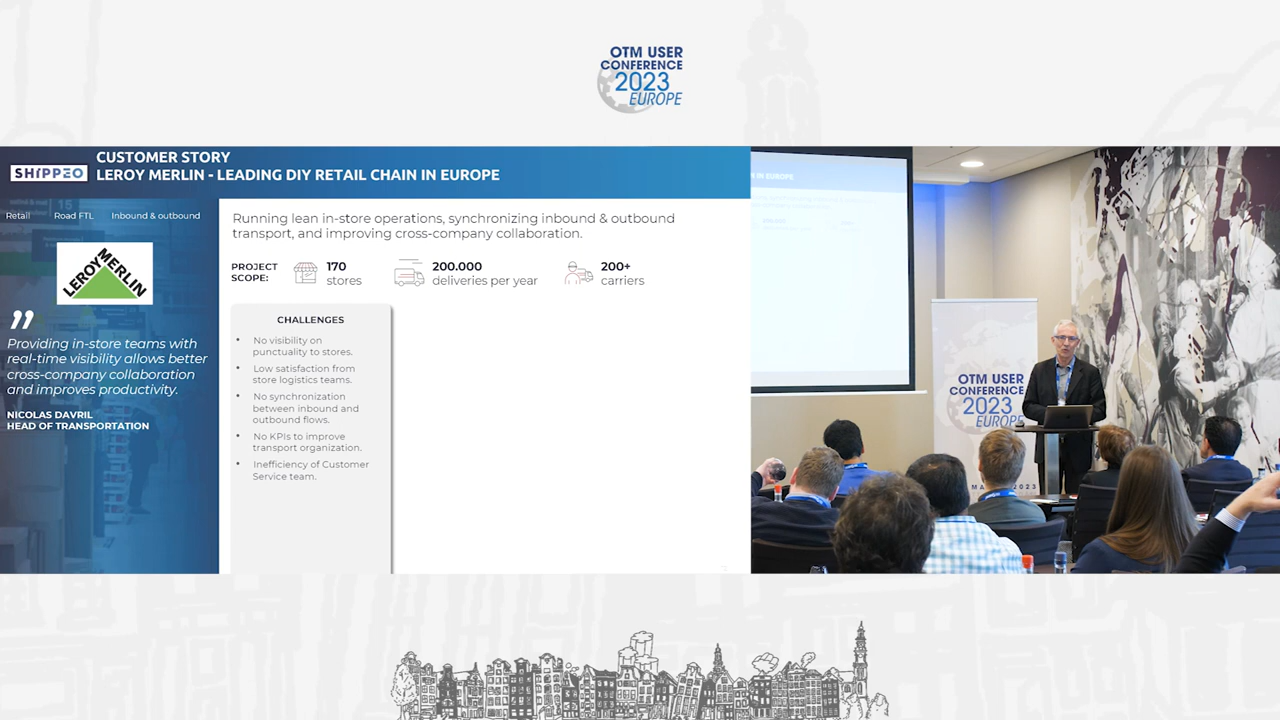 OTM USER
CONFERENCE
2023
EUROPE
SHIPPEO
CUSTOMER STORY
LEROY MERLIN - LEADING DIY RETAIL CHAIN IN EUROPE
Retail Road FTL Inbound & outbound
LEROY MERLIN
”
Providing in-store teams with
real-time visibility allows better
cross-company collaboration
and improves productivity.
NICOLAS DAVRIL
HEAD OF TRANSPORTATION
Running lean in-store operations, synchronizing inbound & outbound
transport, and improving cross-company collaboration.
PROJECT
SCOPE:
170
stores
200.000
deliveries per year
200+
carriers
CHALLENGES
• No visibility on
punctuality to stores.
• Low satisfaction from
store logistics teams.
• No synchronization
between inbound and
outbound flows.
• No KPIs to improve
transport organization.
• Inefficiency of Customer
Service team.
OTM USER
CONFERENCE
2023
EUROPE